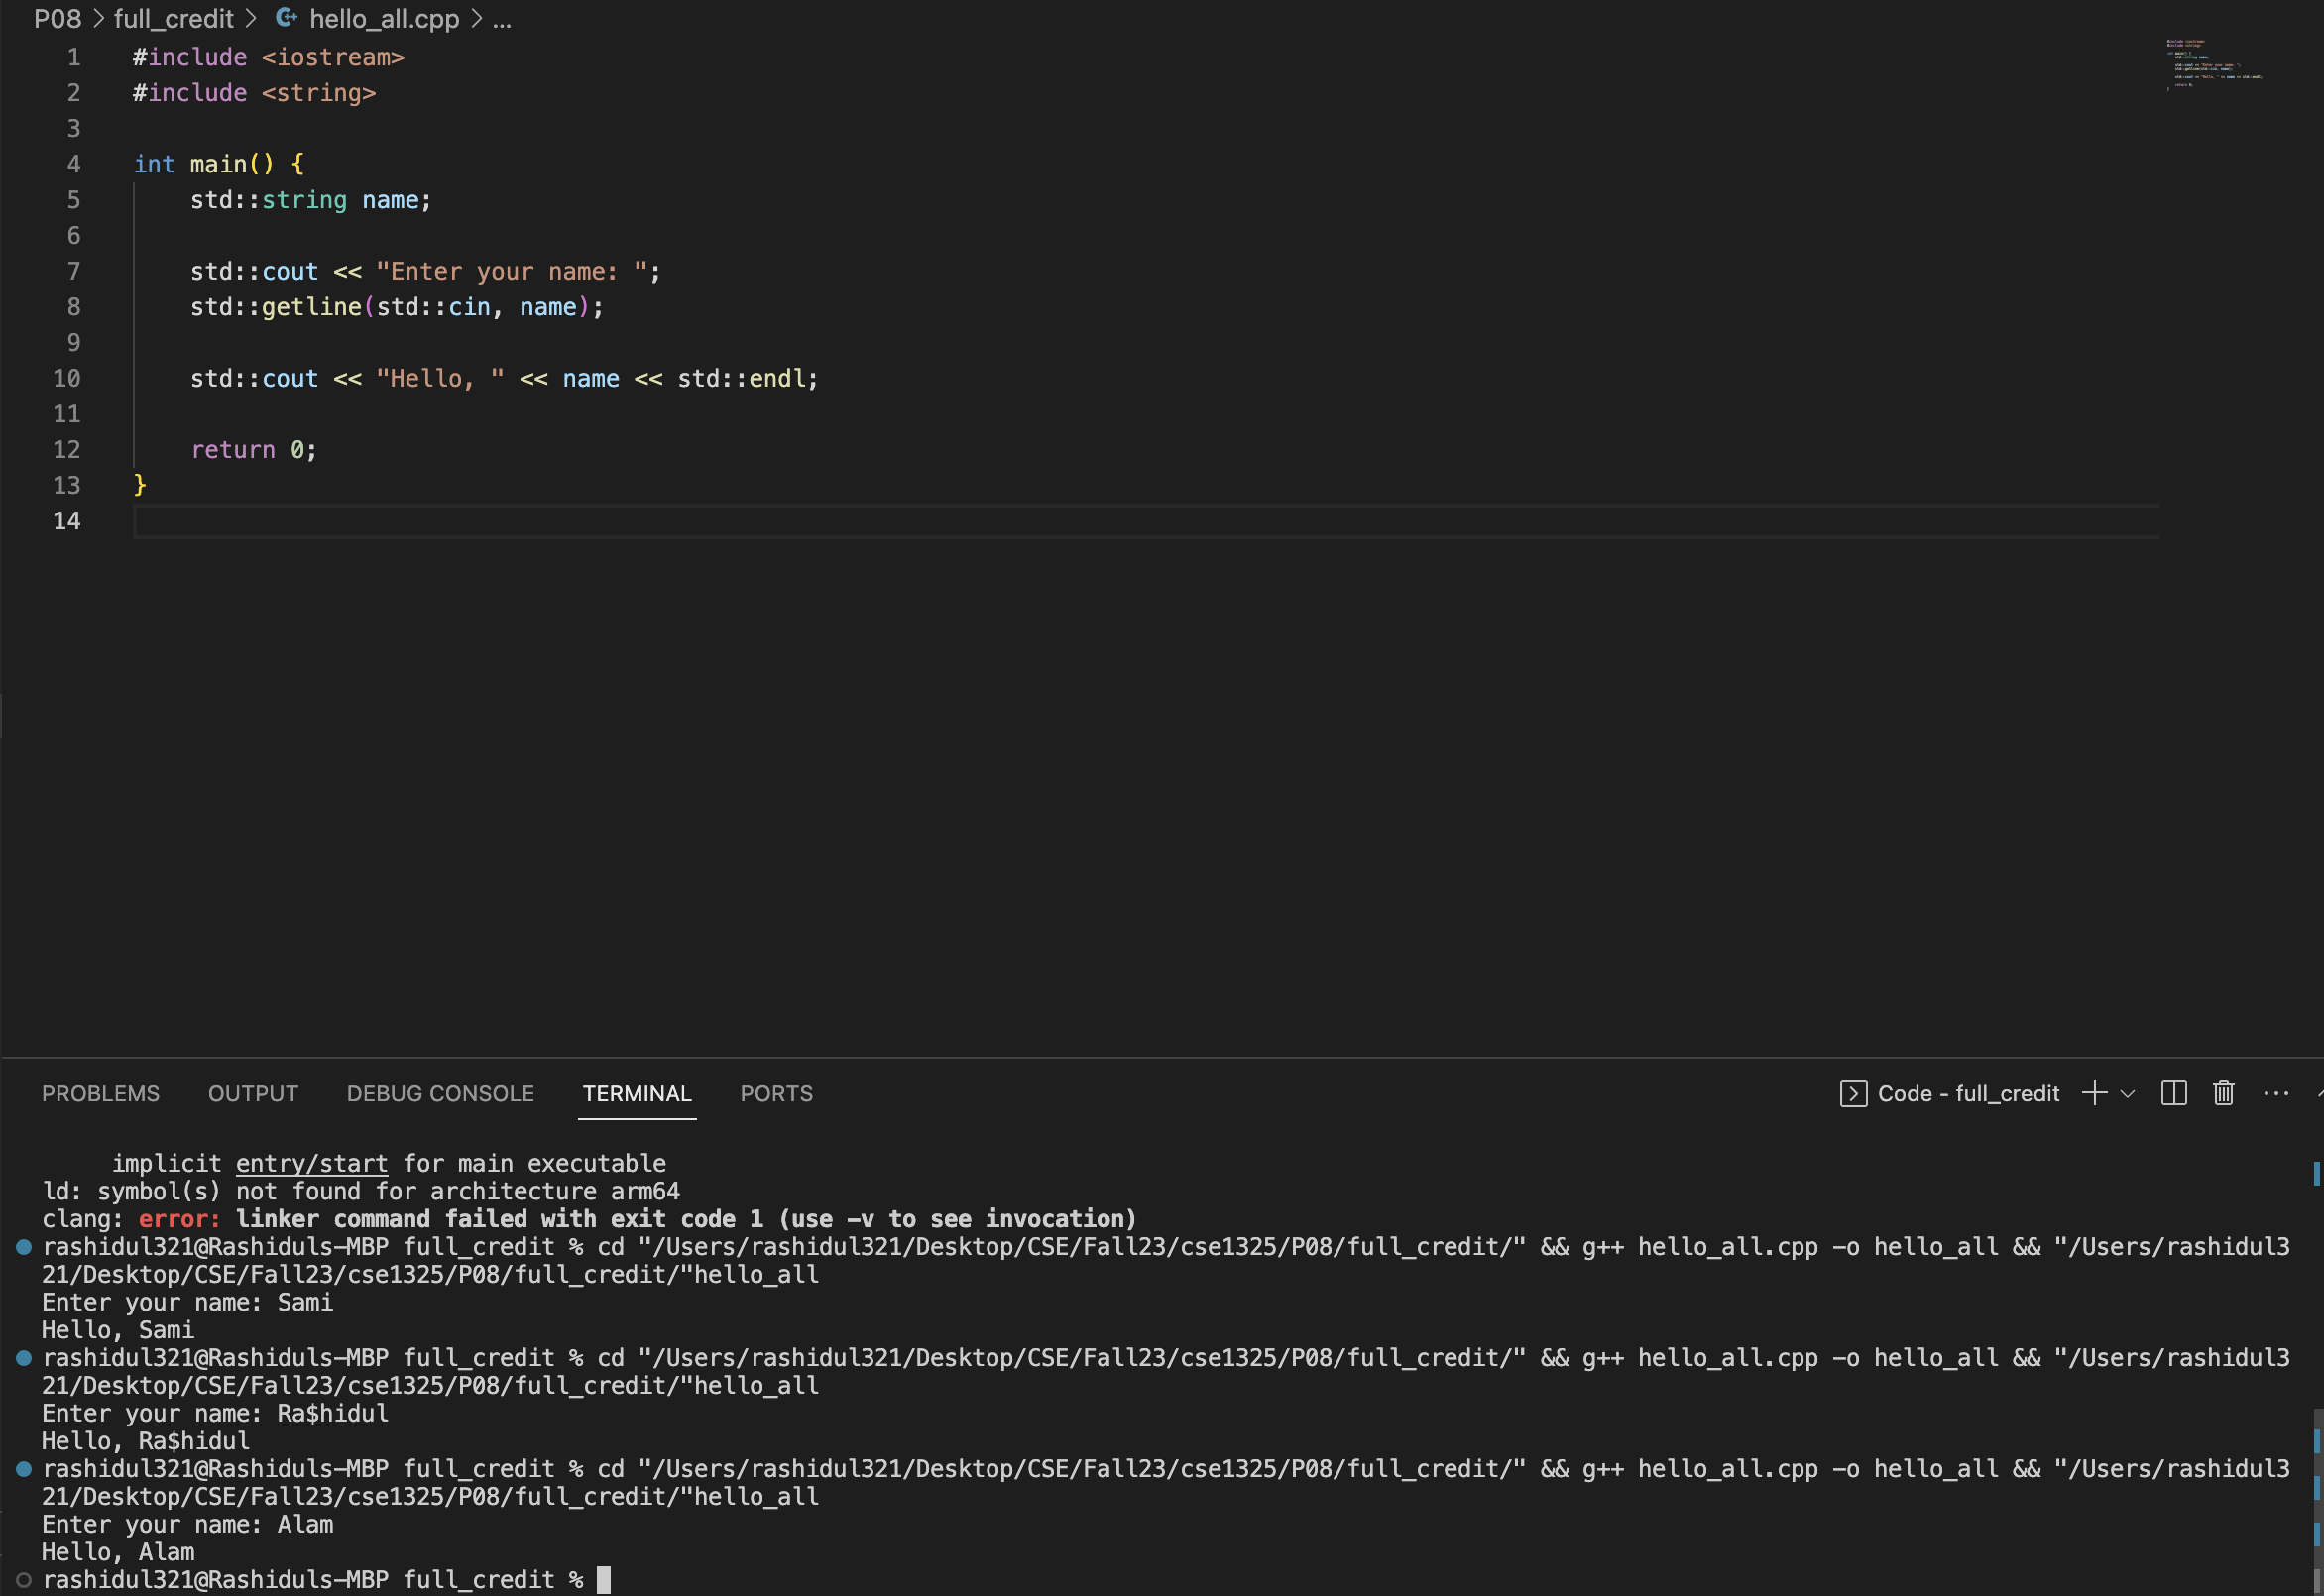 P08 > full_credit > hello_all.cpp > ...
1 #include <iostream>
2 #include <string>
3
4 int main() {
5     std::string name;
6
7     std::cout << "Enter your name: ";
8     std::getline(std::cin, name);
9
10     std::cout << "Hello, " << name << std::endl;
11
12     return 0;
13 }
14
PROBLEMS OUTPUT DEBUG CONSOLE TERMINAL PORTS Code - full_credit
implicit entry/start for main executable
ld: symbol(s) not found for architecture arm64
clang: error: linker command failed with exit code 1 (use -v to see invocation)
rashidul321@Rashiduls-MBP full_credit % cd "/Users/rashidul321/Desktop/CSE/Fall23/cse1325/P08/full_credit/" && g++ hello_all.cpp -o hello_all && "/Users/rashidul3
21/Desktop/CSE/Fall23/cse1325/P08/full_credit/"hello_all
Enter your name: Sami
Hello, Sami
rashidul321@Rashiduls-MBP full_credit % cd "/Users/rashidul321/Desktop/CSE/Fall23/cse1325/P08/full_credit/" && g++ hello_all.cpp -o hello_all && "/Users/rashidul3
21/Desktop/CSE/Fall23/cse1325/P08/full_credit/"hello_all
Enter your name: Ra$hidul
Hello, Ra$hidul
rashidul321@Rashiduls-MBP full_credit % cd "/Users/rashidul321/Desktop/CSE/Fall23/cse1325/P08/full_credit/" && g++ hello_all.cpp -o hello_all && "/Users/rashidul3
21/Desktop/CSE/Fall23/cse1325/P08/full_credit/"hello_all
Enter your name: Alam
Hello, Alam
rashidul321@Rashiduls-MBP full_credit %